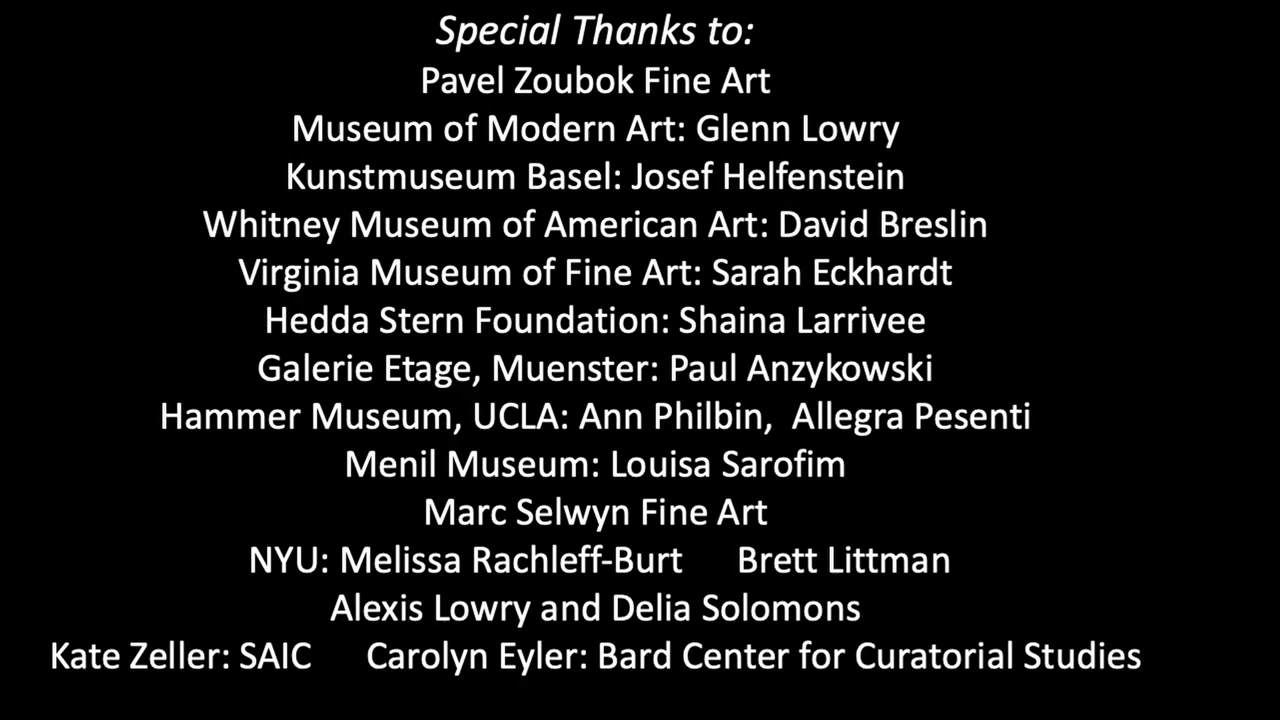 Special Thanks to:
Pavel Zoubok Fine Art
Museum of Modern Art: Glenn Lowry
Kunstmuseum Basel: Josef Helfenstein
Whitney Museum of American Art: David Breslin
Virginia Museum of Fine Art: Sarah Eckhardt
Hedda Stern Foundation: Shaina Larrivee
Galerie Etage, Muenster: Paul Anzykowski
Hammer Museum, UCLA: Ann Philbin, Allegra Pesenti
Menil Museum: Louisa Sarofim
Marc Selwyn Fine Art
NYU: Melissa Rachleff-Burt Brett Littman
Alexis Lowry and Delia Solomons
Kate Zeller: SAIC Carolyn Eyler: Bard Center for Curatorial Studies